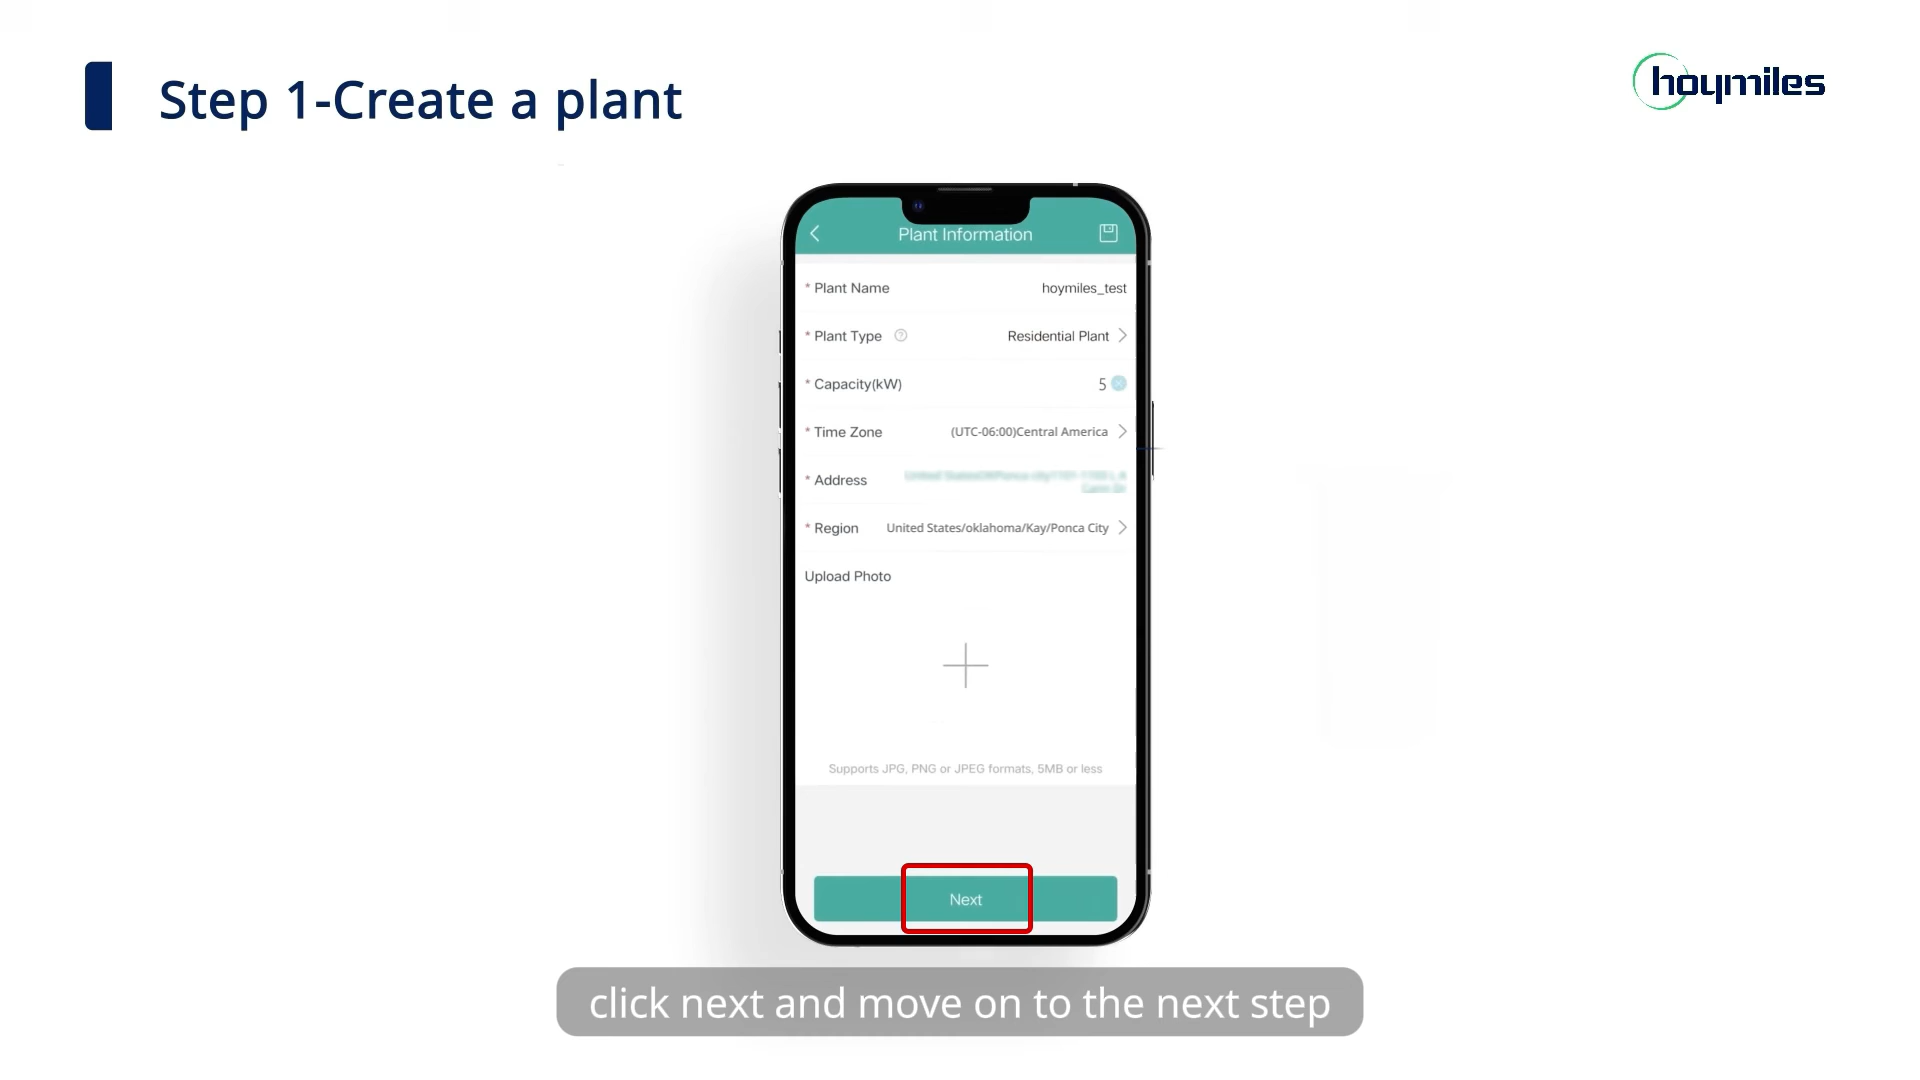 Step 1-Create a plant
hoymiles
Plant Information
* Plant Name hoymiles_test
* Plant Type ? Residential Plant
* Capacity(kW) 5
* Time Zone (UTC-06:00)Central America
* Address
* Region United States/oklahoma/Kay/Ponca City
Upload Photo
Supports JPG, PNG or JPEG formats, 5MB or less
Next
click next and move on to the next step